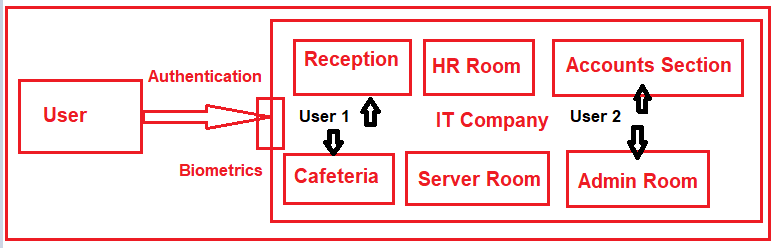 Authentication
User
Biometrics
Reception
HR Room
Accounts Section
User 1
IT Company
User 2
Cafeteria
Server Room
Admin Room